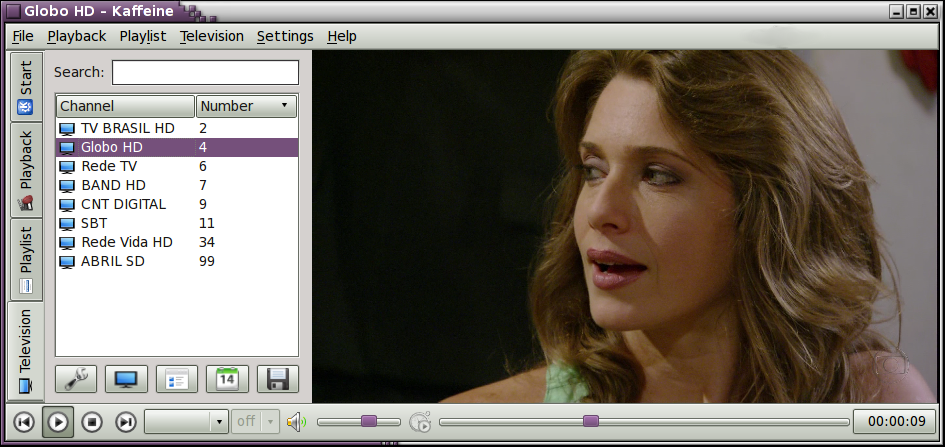 Globo HD - Kaffeine
File Playback Playlist Television Settings Help
Start
Playback
Playlist
Television
Search:
Channel Number
TV BRASIL HD 2
Globo HD 4
Rede TV 6
BAND HD 7
CNT DIGITAL 9
SBT 11
Rede Vida HD 34
ABRIL SD 99
14
off
00:00:09